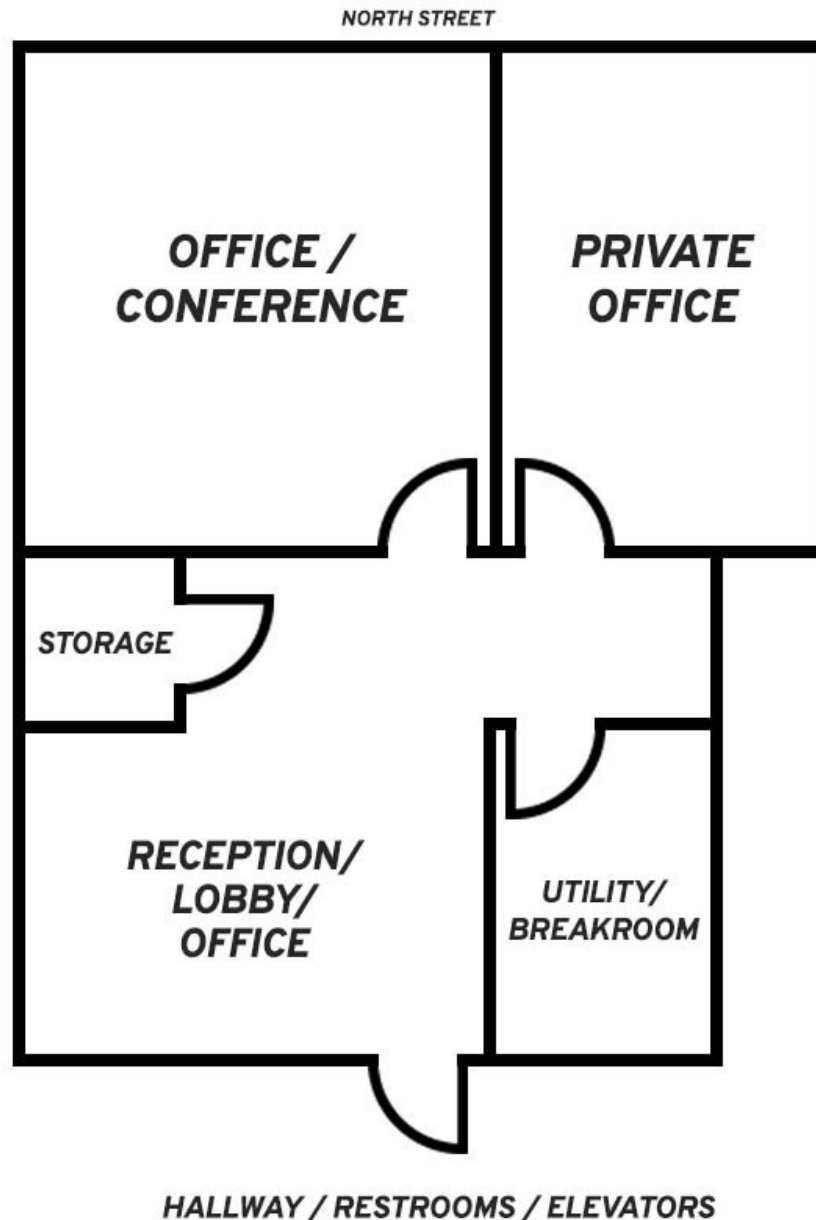 NORTH STREET
OFFICE /
CONFERENCE
PRIVATE
OFFICE
STORAGE
RECEPTION/
LOBBY/
OFFICE
UTILITY/
BREAKROOM
HALLWAY / RESTROOMS / ELEVATORS